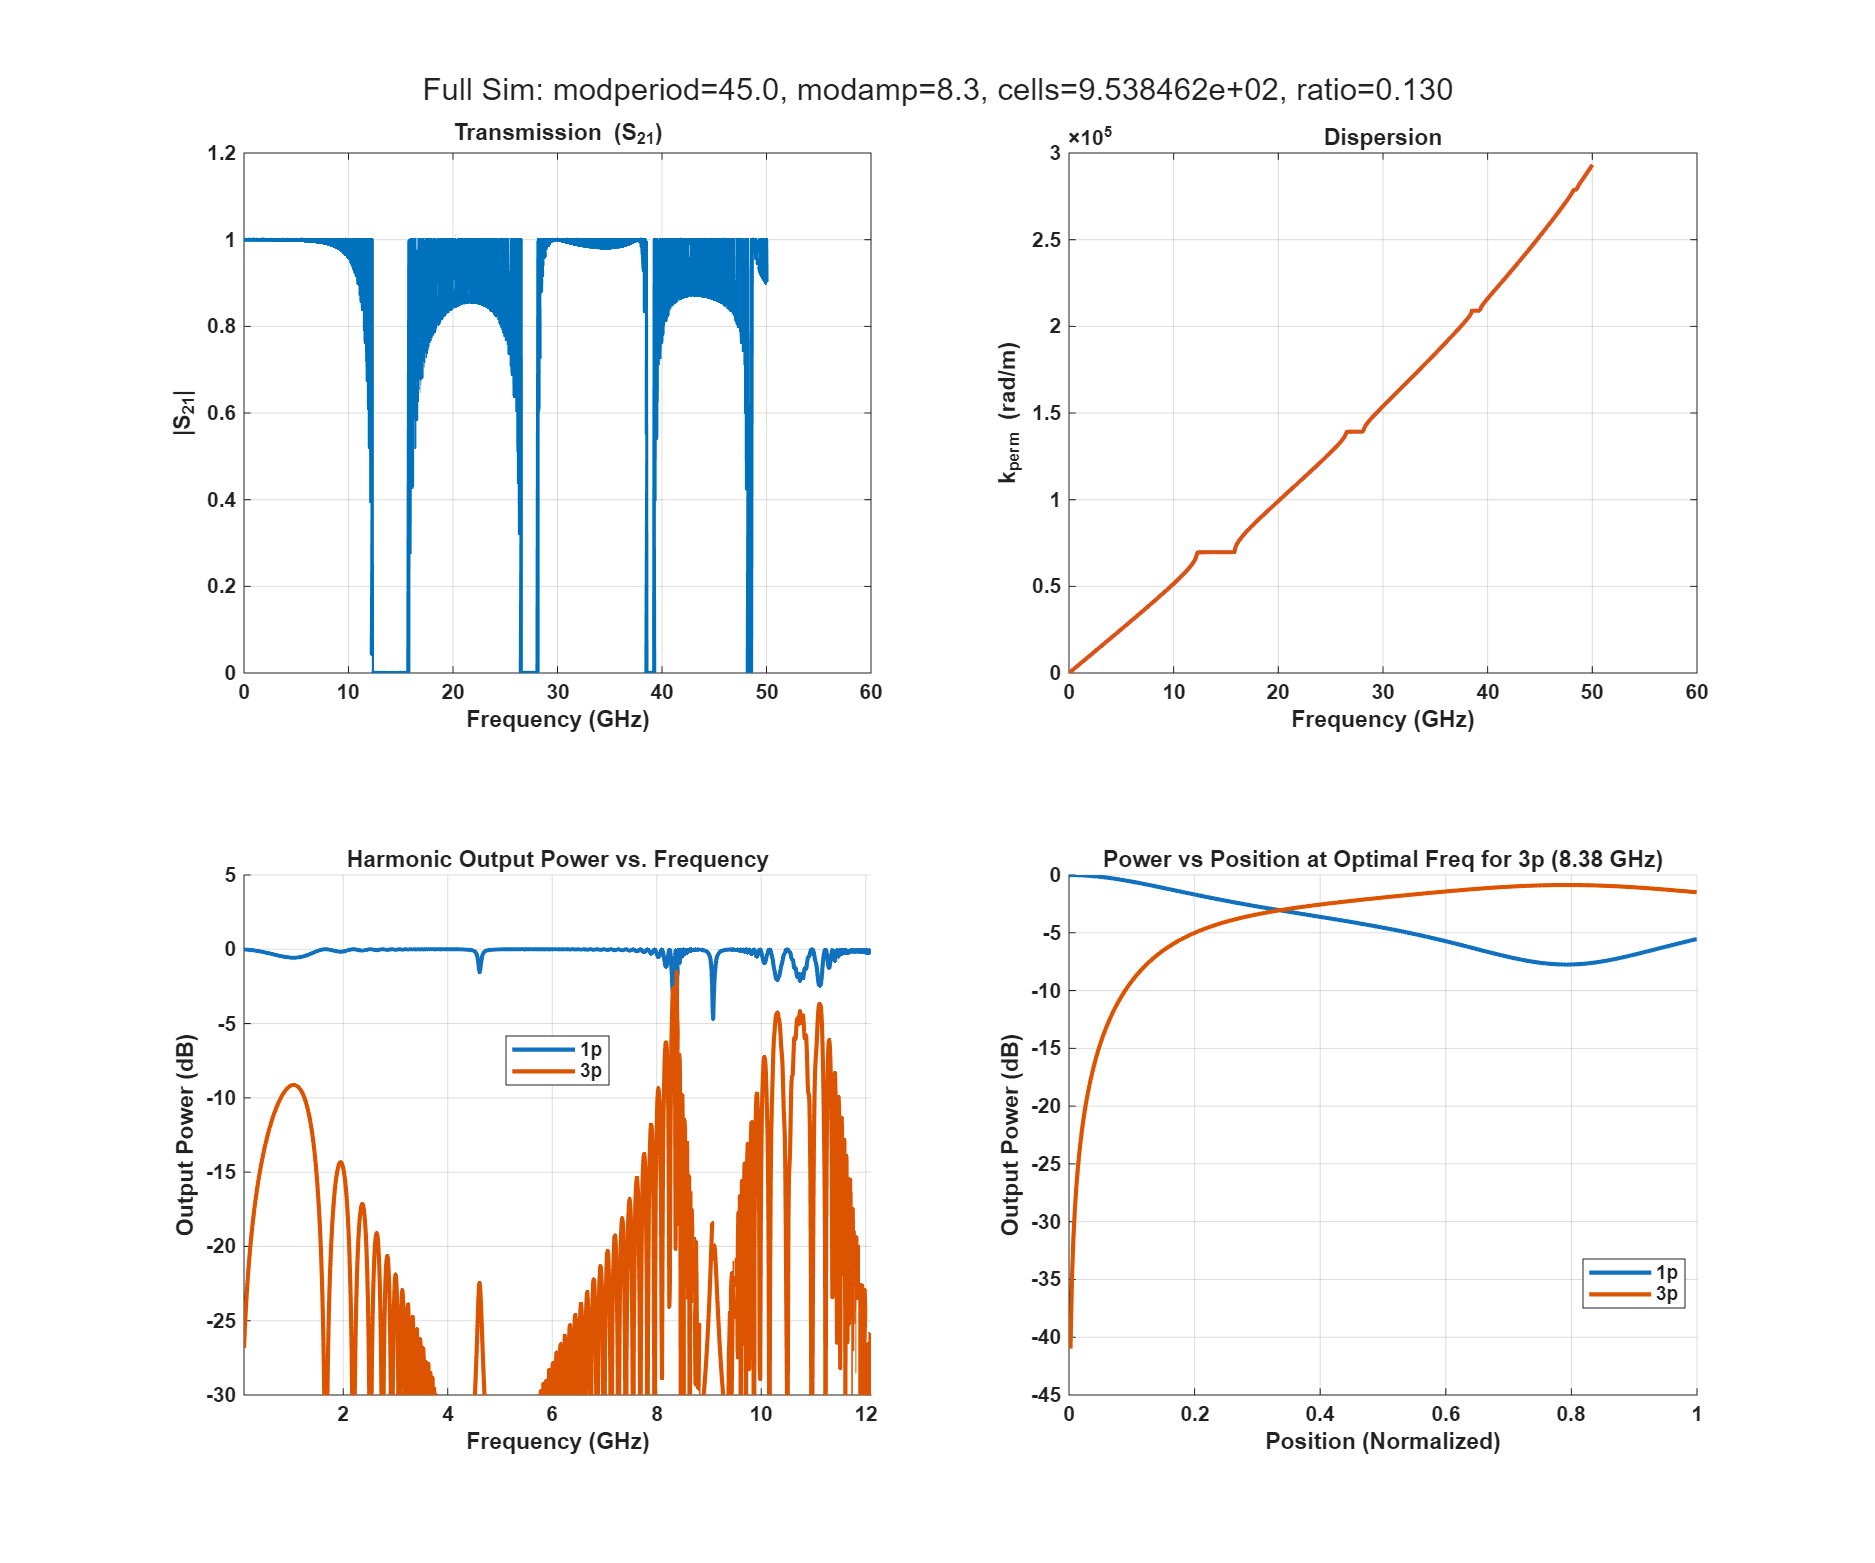 Full Sim: modperiod=45.0, modamp=8.3, cells=9.538462e+02, ratio=0.130
Transmission (S21)
1.2
1
0.8
0.6
0.4
0.2
0
|S21|
0 10 20 30 40 50 60
Frequency (GHz)
×10^5
Dispersion
3
2.5
2
1.5
1
0.5
0
kperm (rad/m)
0 10 20 30 40 50 60
Frequency (GHz)
Harmonic Output Power vs. Frequency
5
0
-5
-10
-15
-20
-25
-30
Output Power (dB)
1p
3p
2 4 6 8 10 12
Frequency (GHz)
Power vs Position at Optimal Freq for 3p (8.38 GHz)
0
-5
-10
-15
-20
-25
-30
-35
-40
-45
Output Power (dB)
1p
3p
0 0.2 0.4 0.6 0.8 1
Position (Normalized)